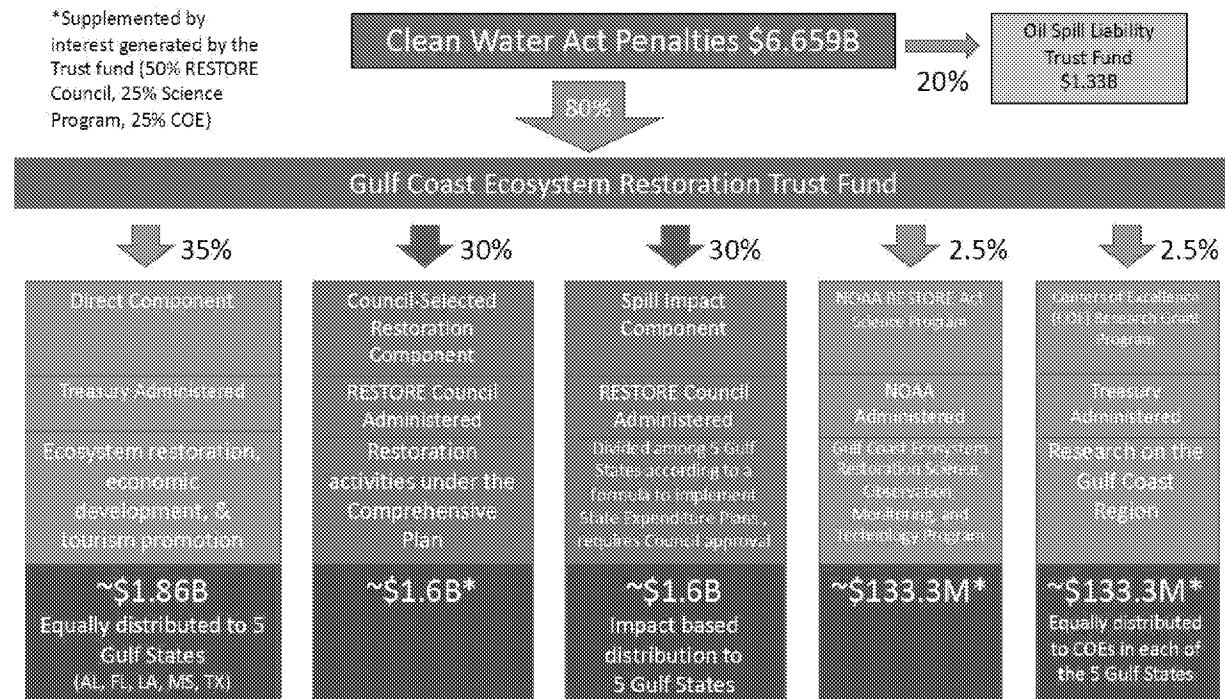 *Supplemented by
interest generated by the
Trust fund (50% RESTORE
Council, 25% Science
Program, 25% COE)
Clean Water Act Penalties $6.659B
20%
Oil Spill Liability
Trust Fund
$1.33B
80%
Gulf Coast Ecosystem Restoration Trust Fund
35%
30%
30%
2.5%
2.5%
Direct Component
Treasury Administered
Ecosystem restoration,
economic
development, &
tourism promotion
~$1.86B
Equally distributed to 5
Gulf States
(AL, FL, LA, MS, TX)
Council-Selected
Restoration
Component
RESTORE Council
Administered
Restoration
activities under the
Comprehensive
Plan
~$1.6B*
Spill Impact
Component
RESTORE Council
Administered
Divided among 5 Gulf
States according to a
formula to implement
State Expenditure Plans,
requires Council approval
~$1.6B
Impact based
distribution to
5 Gulf States
NOAA RESTORE Act
Science Program
NOAA
Administered
Gulf Coast Ecosystem
Restoration Science
Observation
Monitoring, and
Technology Program
~$133.3M*
Centers of Excellence
(COE) Research Grant
Program
Treasury
Administered
Research on the
Gulf Coast
Region
~$133.3M*
Equally distributed
to COEs in each of
the 5 Gulf States